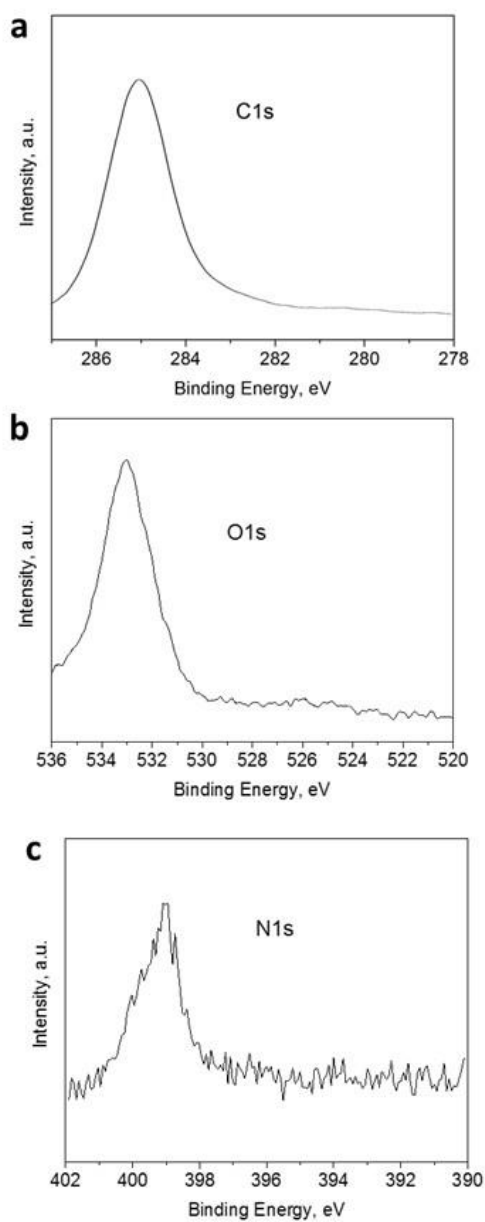 a
C1s
Intensity, a.u.
286 284 282 280 278
Binding Energy, eV
b
O1s
Intensity, a.u.
536 534 532 530 528 526 524 522 520
Binding Energy, eV
c
N1s
Intensity, a.u.
402 400 398 396 394 392 390
Binding Energy, eV